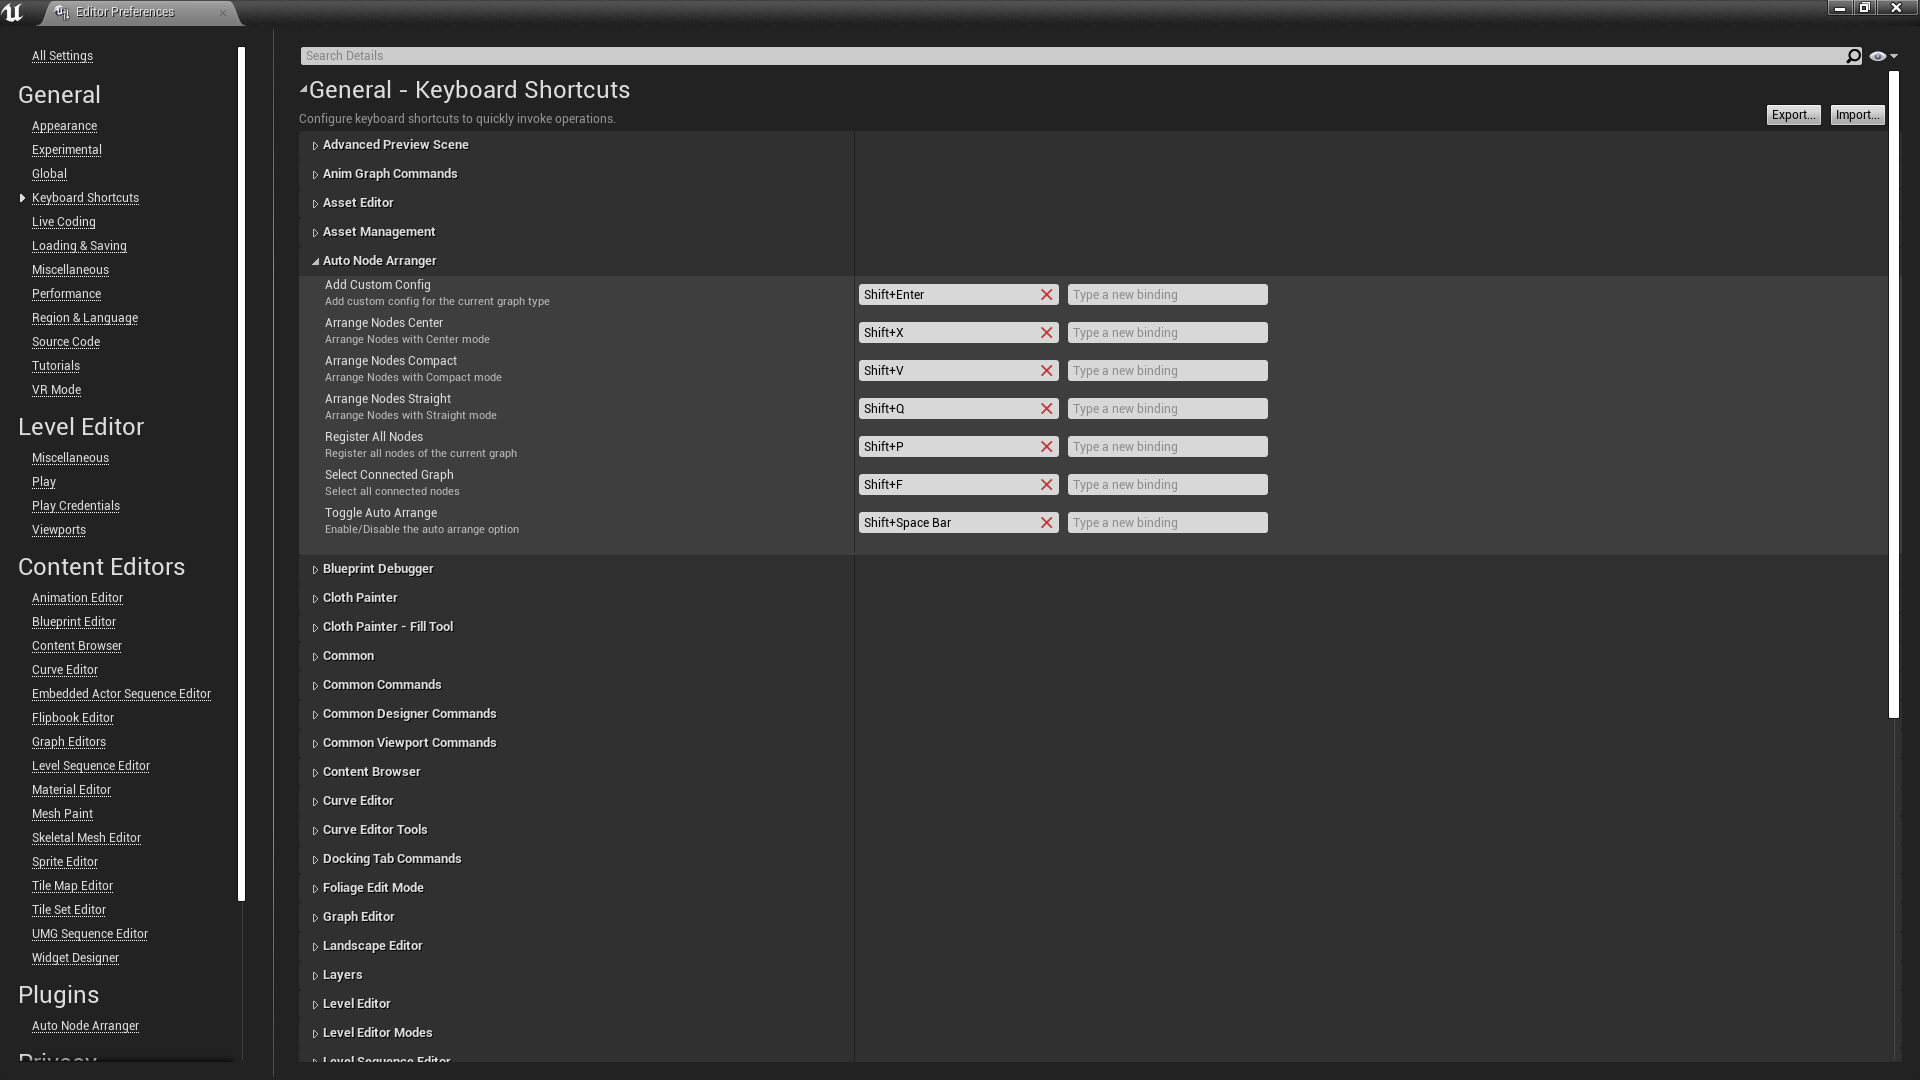 Editor Preferences
All Settings
General
Appearance
Experimental
Global
Keyboard Shortcuts
Live Coding
Loading & Saving
Miscellaneous
Performance
Region & Language
Source Code
Tutorials
VR Mode
Level Editor
Miscellaneous
Play
Play Credentials
Viewports
Content Editors
Animation Editor
Blueprint Editor
Content Browser
Curve Editor
Embedded Actor Sequence Editor
Flipbook Editor
Graph Editors
Level Sequence Editor
Material Editor
Mesh Paint
Skeletal Mesh Editor
Sprite Editor
Tile Map Editor
Tile Set Editor
UMG Sequence Editor
Widget Designer
Plugins
Auto Node Arranger
Privacy
Search Details
General - Keyboard Shortcuts
Configure keyboard shortcuts to quickly invoke operations.
Export...
Import...
Advanced Preview Scene
Anim Graph Commands
Asset Editor
Asset Management
Auto Node Arranger
Add Custom Config
Add custom config for the current graph type
Shift+Enter
Type a new binding
Arrange Nodes Center
Arrange Nodes with Center mode
Shift+X
Type a new binding
Arrange Nodes Compact
Arrange Nodes with Compact mode
Shift+V
Type a new binding
Arrange Nodes Straight
Arrange Nodes with Straight mode
Shift+Q
Type a new binding
Register All Nodes
Register all nodes of the current graph
Shift+P
Type a new binding
Select Connected Graph
Select all connected nodes
Shift+F
Type a new binding
Toggle Auto Arrange
Enable/Disable the auto arrange option
Shift+Space Bar
Type a new binding
Blueprint Debugger
Cloth Painter
Cloth Painter - Fill Tool
Common
Common Commands
Common Designer Commands
Common Viewport Commands
Content Browser
Curve Editor
Curve Editor Tools
Docking Tab Commands
Foliage Edit Mode
Graph Editor
Landscape Editor
Layers
Level Editor
Level Editor Modes
Level Sequence Editor